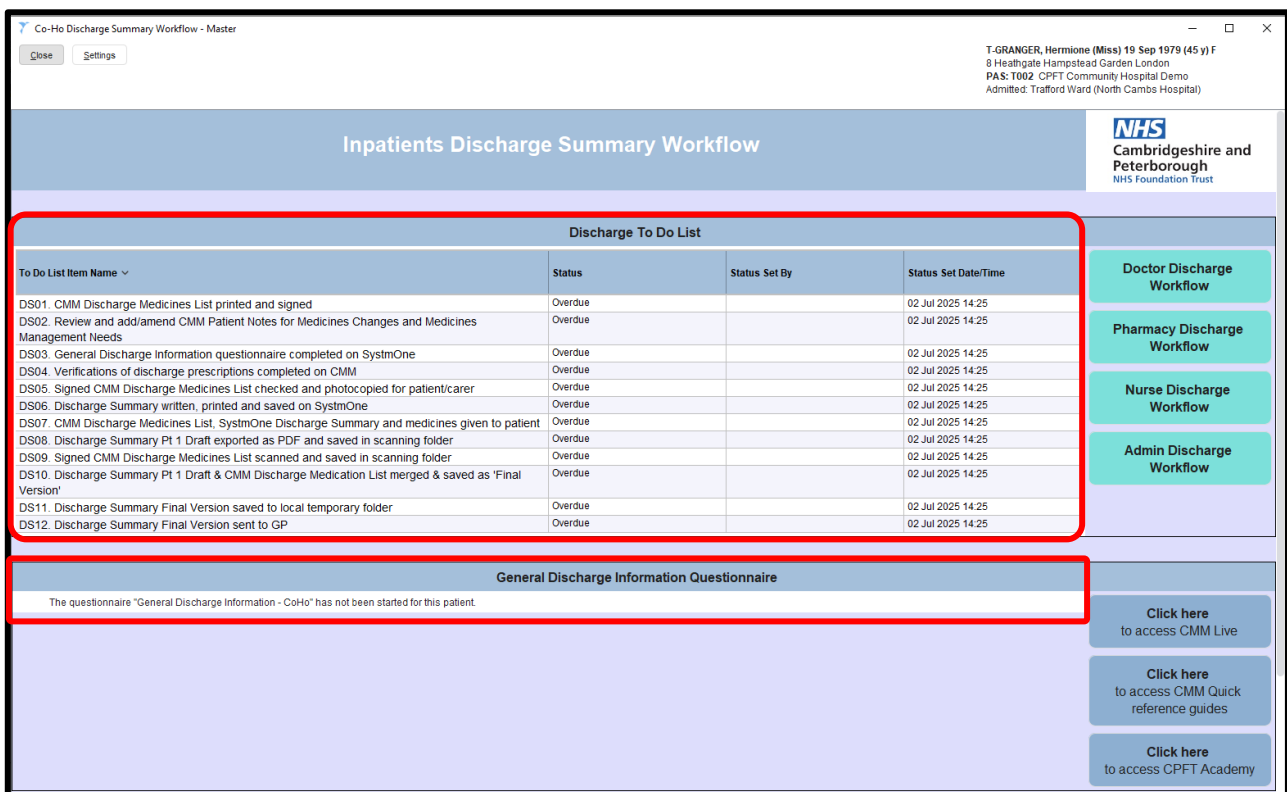 Co-Ho Discharge Summary Workflow - Master
Close
Settings
T-GRANGER, Hermione (Miss) 19 Sep 1979 (45 y) F
8 Heathgate Hampstead Garden London
PAS: T002 CPFT Community Hospital Demo
Admitted: Trafford Ward (North Cambs Hospital)
Inpatients Discharge Summary Workflow
NHS
Cambridgeshire and
Peterborough
NHS Foundation Trust
Discharge To Do List
To Do List Item Name Status Status Set By Status Set Date/Time
DS01. CMM Discharge Medicines List printed and signed Overdue 02 Jul 2025 14:25
DS02. Review and add/amend CMM Patient Notes for Medicines Changes and Medicines Overdue 02 Jul 2025 14:25
Management Needs
DS03. General Discharge Information questionnaire completed on SystmOne Overdue 02 Jul 2025 14:25
DS04. Verifications of discharge prescriptions completed on CMM Overdue 02 Jul 2025 14:25
DS05. Signed CMM Discharge Medicines List checked and photocopied for patient/carer Overdue 02 Jul 2025 14:25
DS06. Discharge Summary written, printed and saved on SystmOne Overdue 02 Jul 2025 14:25
DS07. CMM Discharge Medicines List, SystmOne Discharge Summary and medicines given to patient Overdue 02 Jul 2025 14:25
DS08. Discharge Summary Pt 1 Draft exported as PDF and saved in scanning folder Overdue 02 Jul 2025 14:25
DS09. Signed CMM Discharge Medicines List scanned and saved in scanning folder Overdue 02 Jul 2025 14:25
DS10. Discharge Summary Pt 1 Draft & CMM Discharge Medication List merged & saved as 'Final Overdue 02 Jul 2025 14:25
Version'
DS11. Discharge Summary Final Version saved to local temporary folder Overdue 02 Jul 2025 14:25
DS12. Discharge Summary Final Version sent to GP Overdue 02 Jul 2025 14:25
Doctor Discharge
Workflow
Pharmacy Discharge
Workflow
Nurse Discharge
Workflow
Admin Discharge
Workflow
General Discharge Information Questionnaire
The questionnaire "General Discharge Information - CoHo" has not been started for this patient.
Click here
to access CMM Live
Click here
to access CMM Quick
reference guides
Click here
to access CPFT Academy